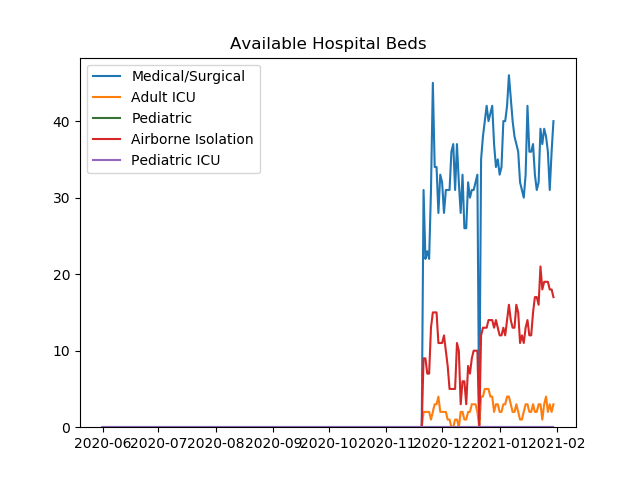 Available Hospital Beds
Medical/Surgical
Adult ICU
Pediatric
Airborne Isolation
Pediatric ICU
40
30
20
10
0
2020-06 2020-07 2020-08 2020-09 2020-10 2020-11 2020-12 2021-01 2021-02